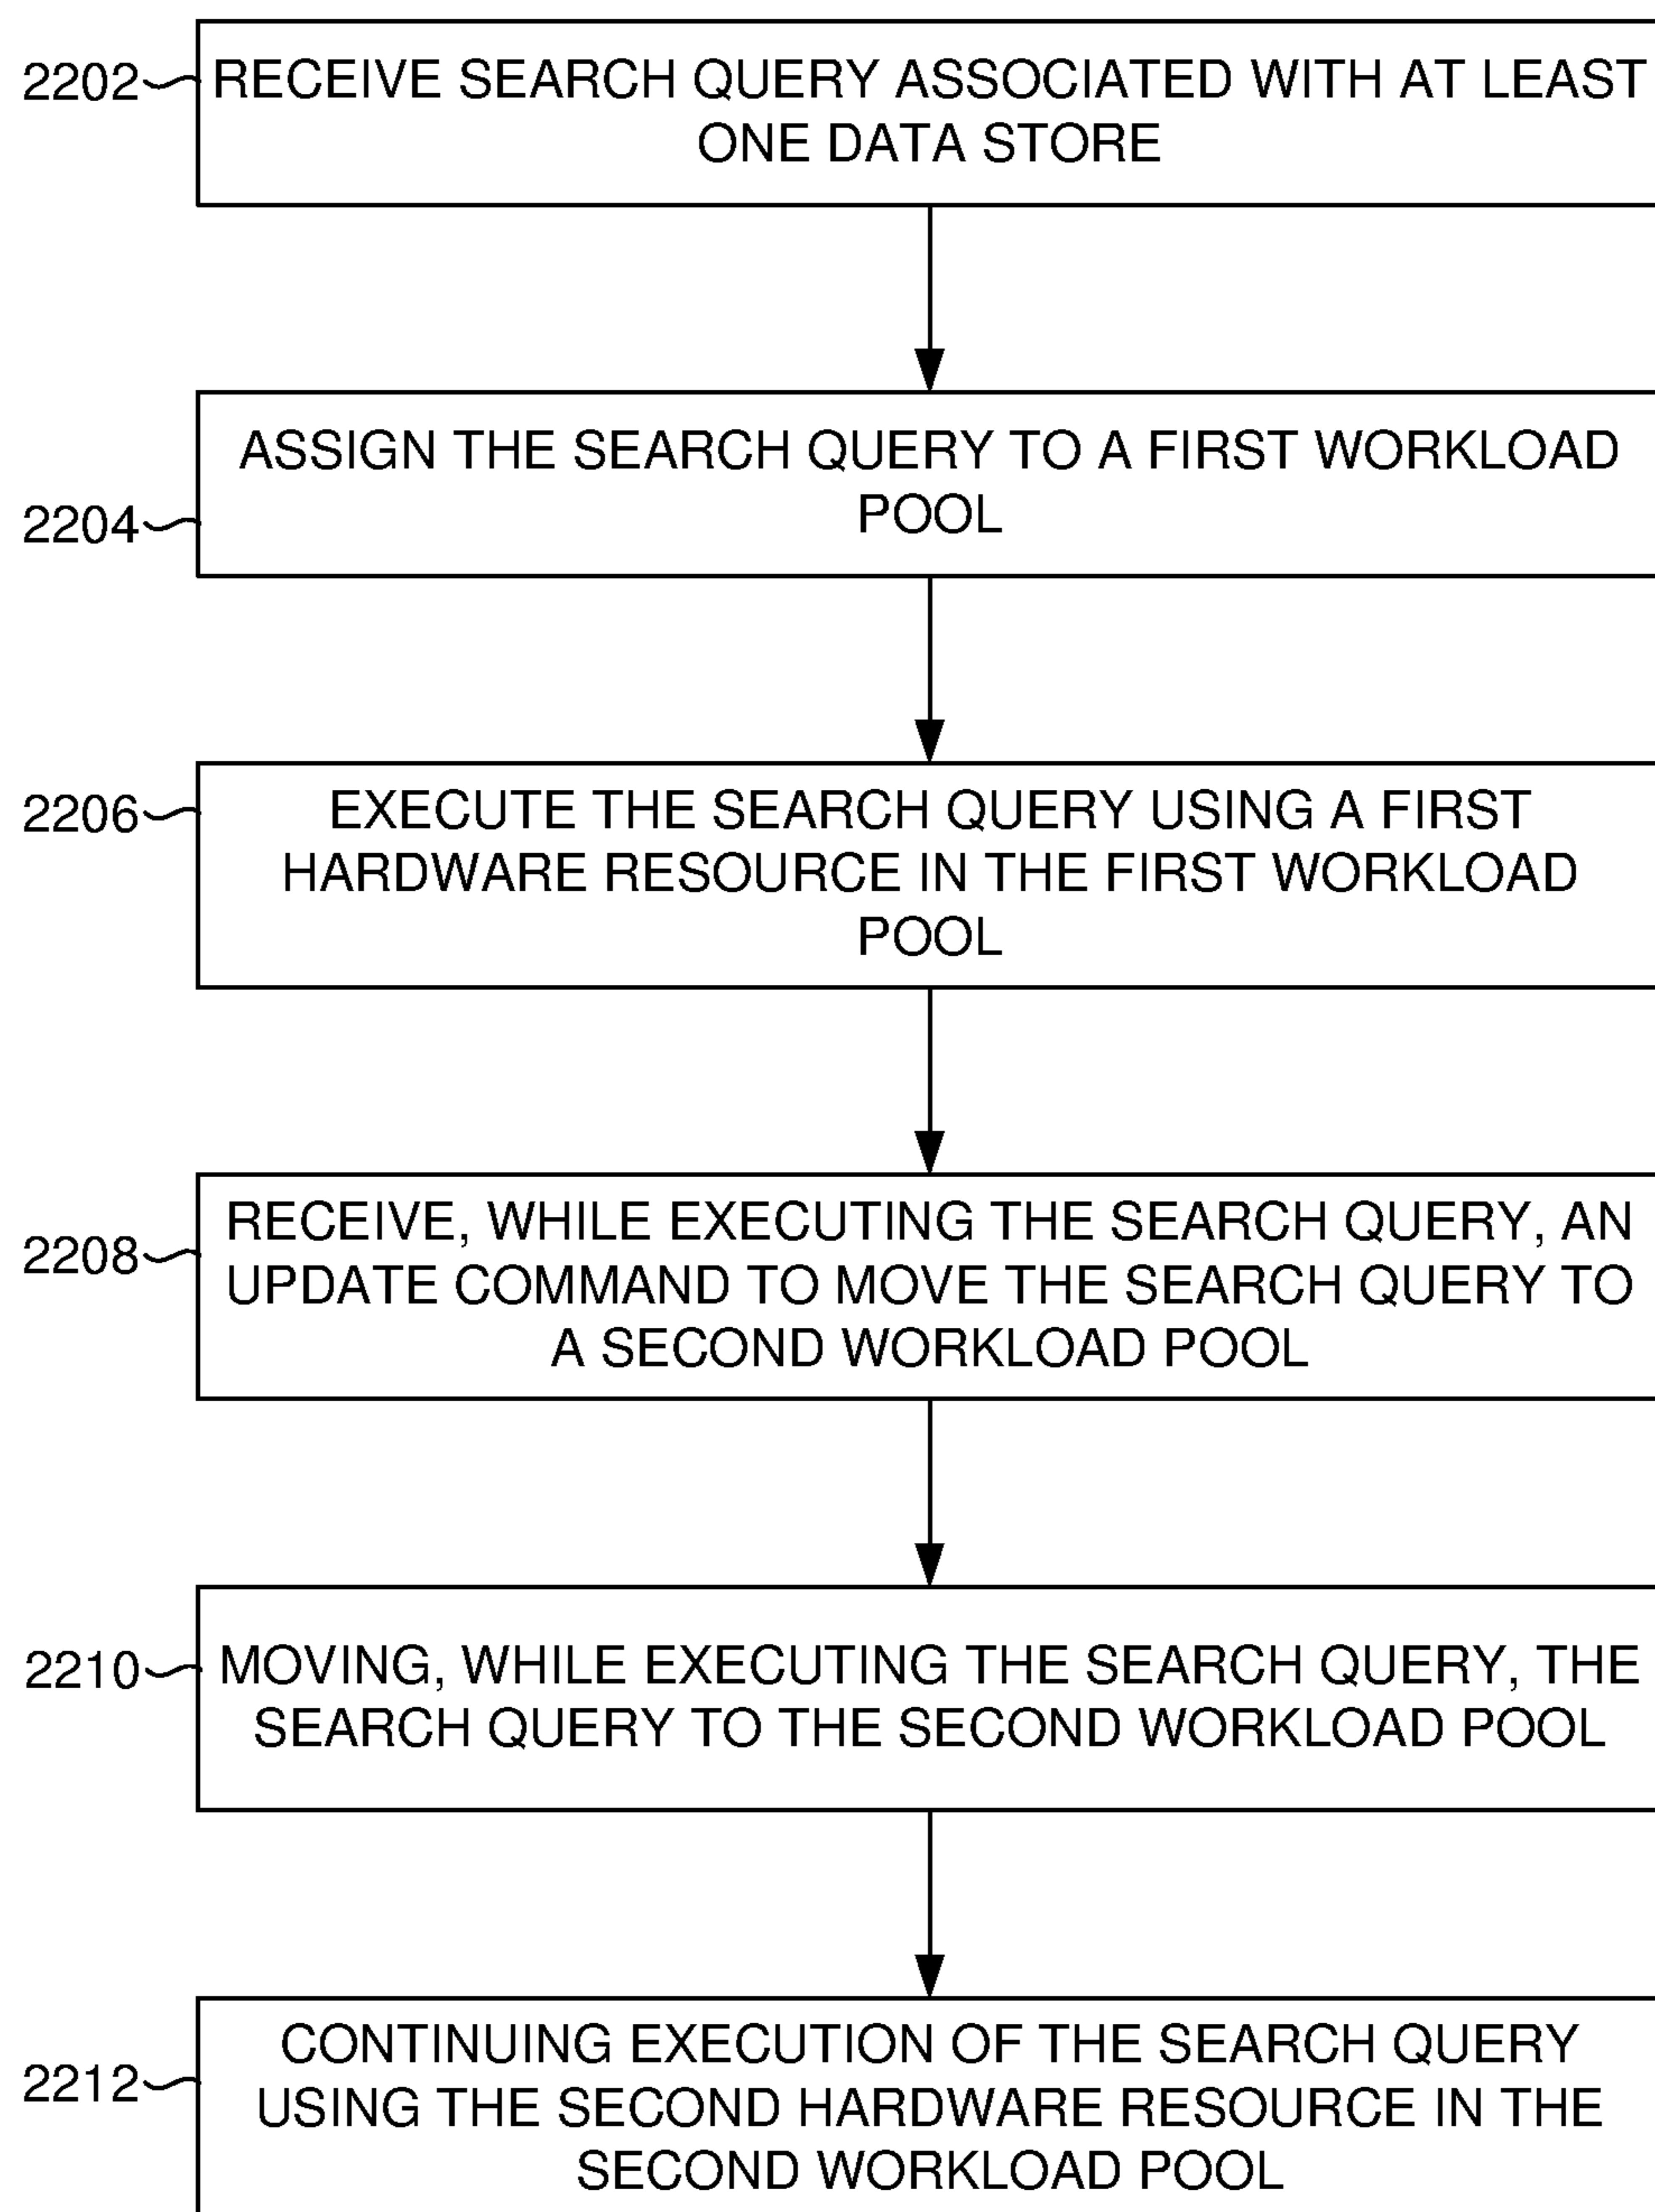 2202
RECEIVE SEARCH QUERY ASSOCIATED WITH AT LEAST
ONE DATA STORE
ASSIGN THE SEARCH QUERY TO A FIRST WORKLOAD
POOL
2204
2206
EXECUTE THE SEARCH QUERY USING A FIRST
HARDWARE RESOURCE IN THE FIRST WORKLOAD
POOL
RECEIVE, WHILE EXECUTING THE SEARCH QUERY, AN
2208
UPDATE COMMAND TO MOVE THE SEARCH QUERY TO
A SECOND WORKLOAD POOL
2210
MOVING, WHILE EXECUTING THE SEARCH QUERY, THE
SEARCH QUERY TO THE SECOND WORKLOAD POOL
CONTINUING EXECUTION OF THE SEARCH QUERY
2212
USING THE SECOND HARDWARE RESOURCE IN THE
SECOND WORKLOAD POOL